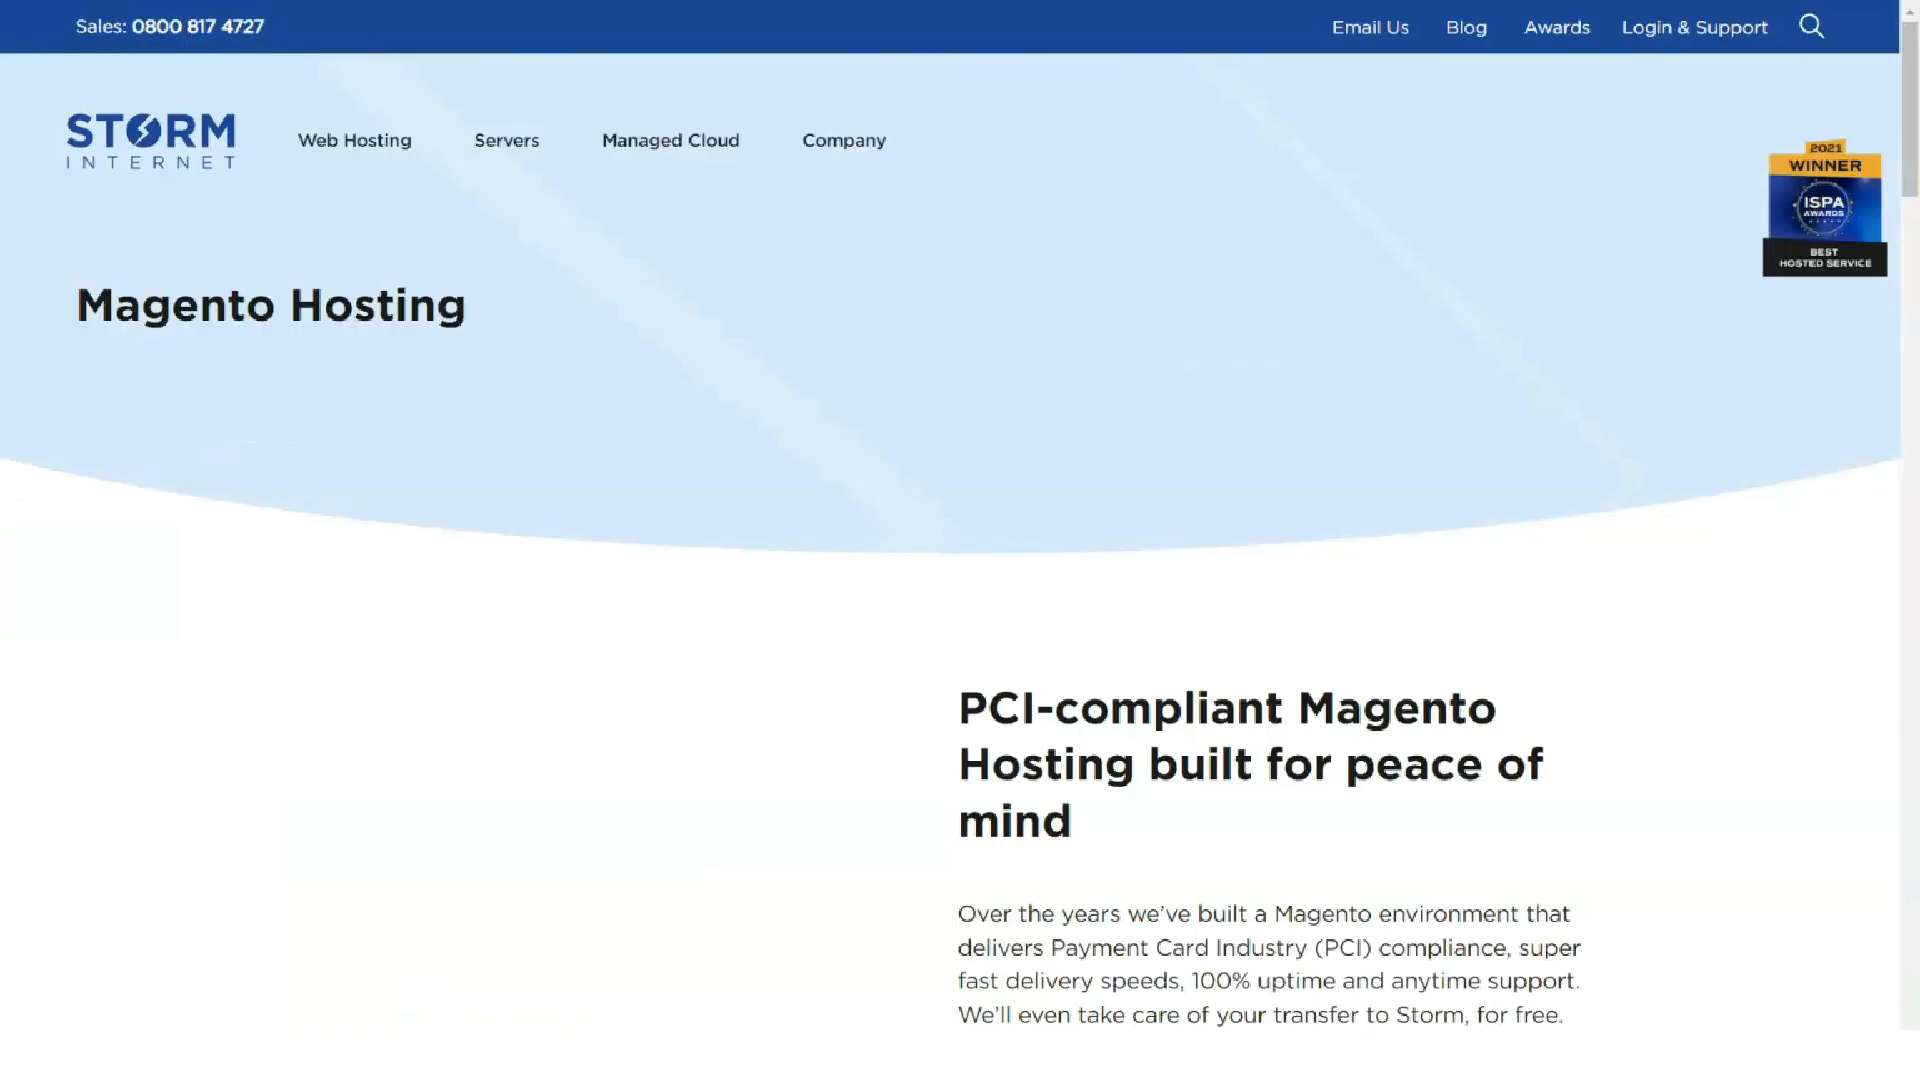 Sales: 0800 817 4727
Email Us Blog Awards Login & Support
STORM
INTERNET
Web Hosting Servers Managed Cloud Company
2021
WINNER
ISPA
AWARDS
BEST
HOSTED SERVICE
Magento Hosting
PCI-compliant Magento
Hosting built for peace of
mind
Over the years we've built a Magento environment that
delivers Payment Card Industry (PCI) compliance, super
fast delivery speeds, 100% uptime and anytime support.
We'll even take care of your transfer to Storm, for free.